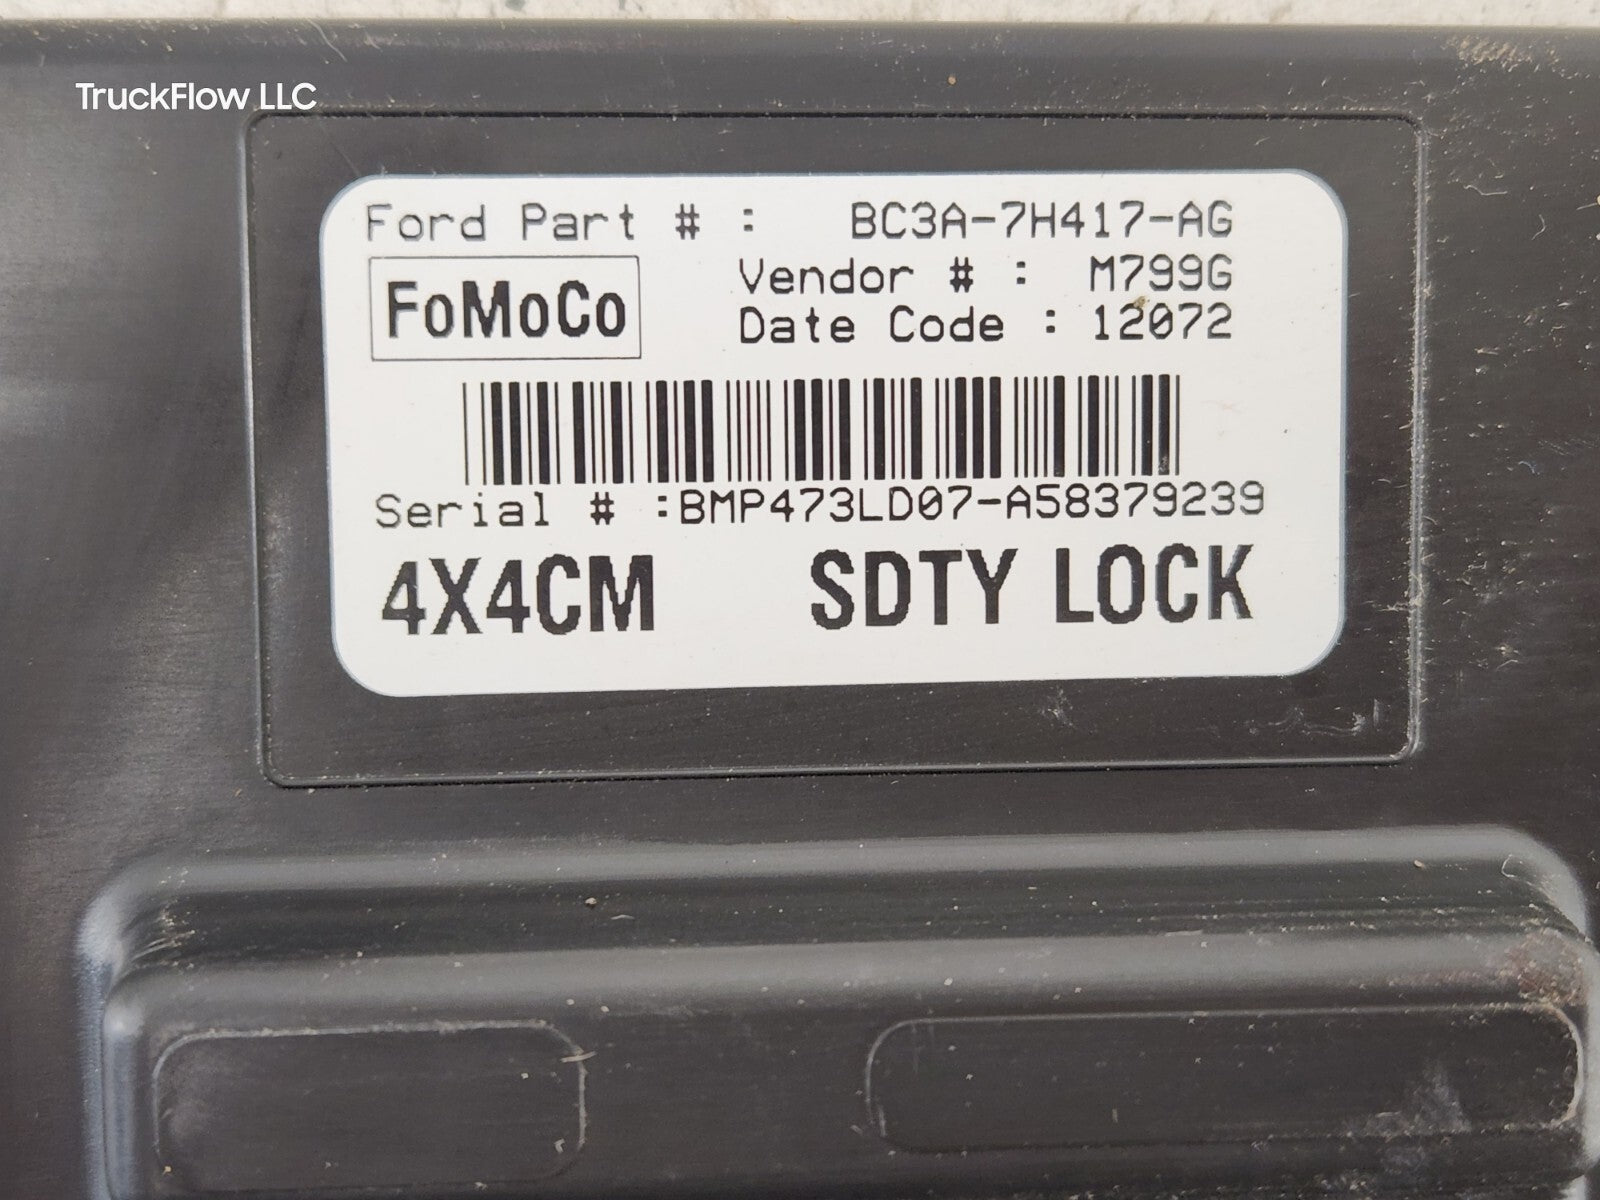 TruckFlow LLC
Ford Part # : BC3A-7H417-AG
FoMoCo
Vendor # : M799G
Date Code : 12072
Serial # :BMP473LD07-A58379239
4X4CM SDTY LOCK